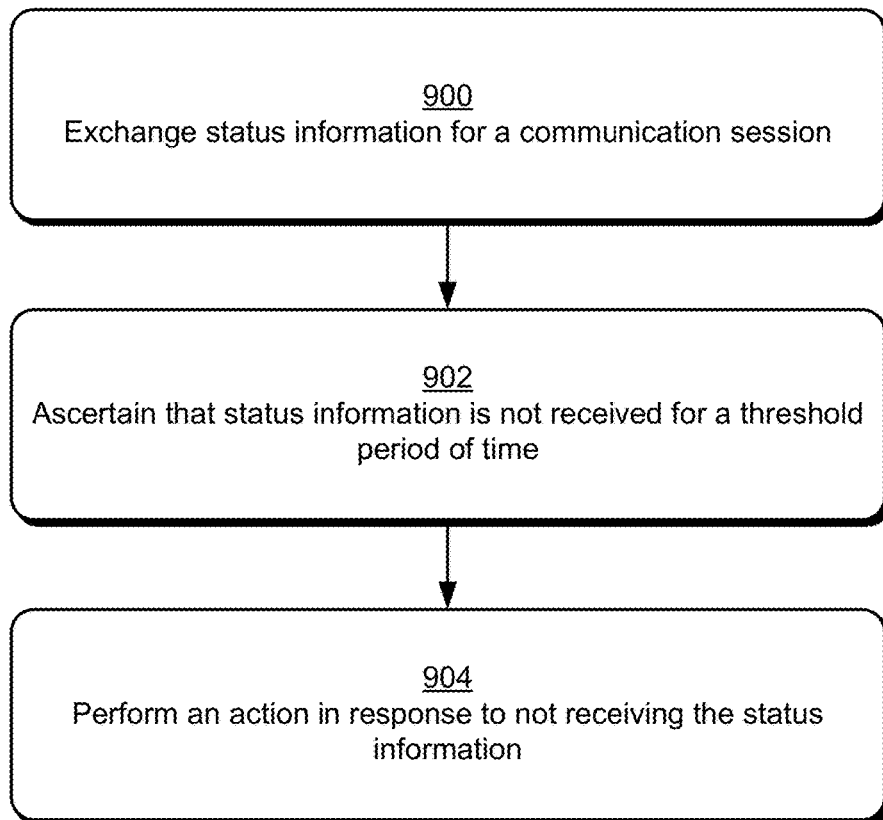 900
Exchange status information for a communication session
902
Ascertain that status information is not received for a threshold
period of time
904
Perform an action in response to not receiving the status
information